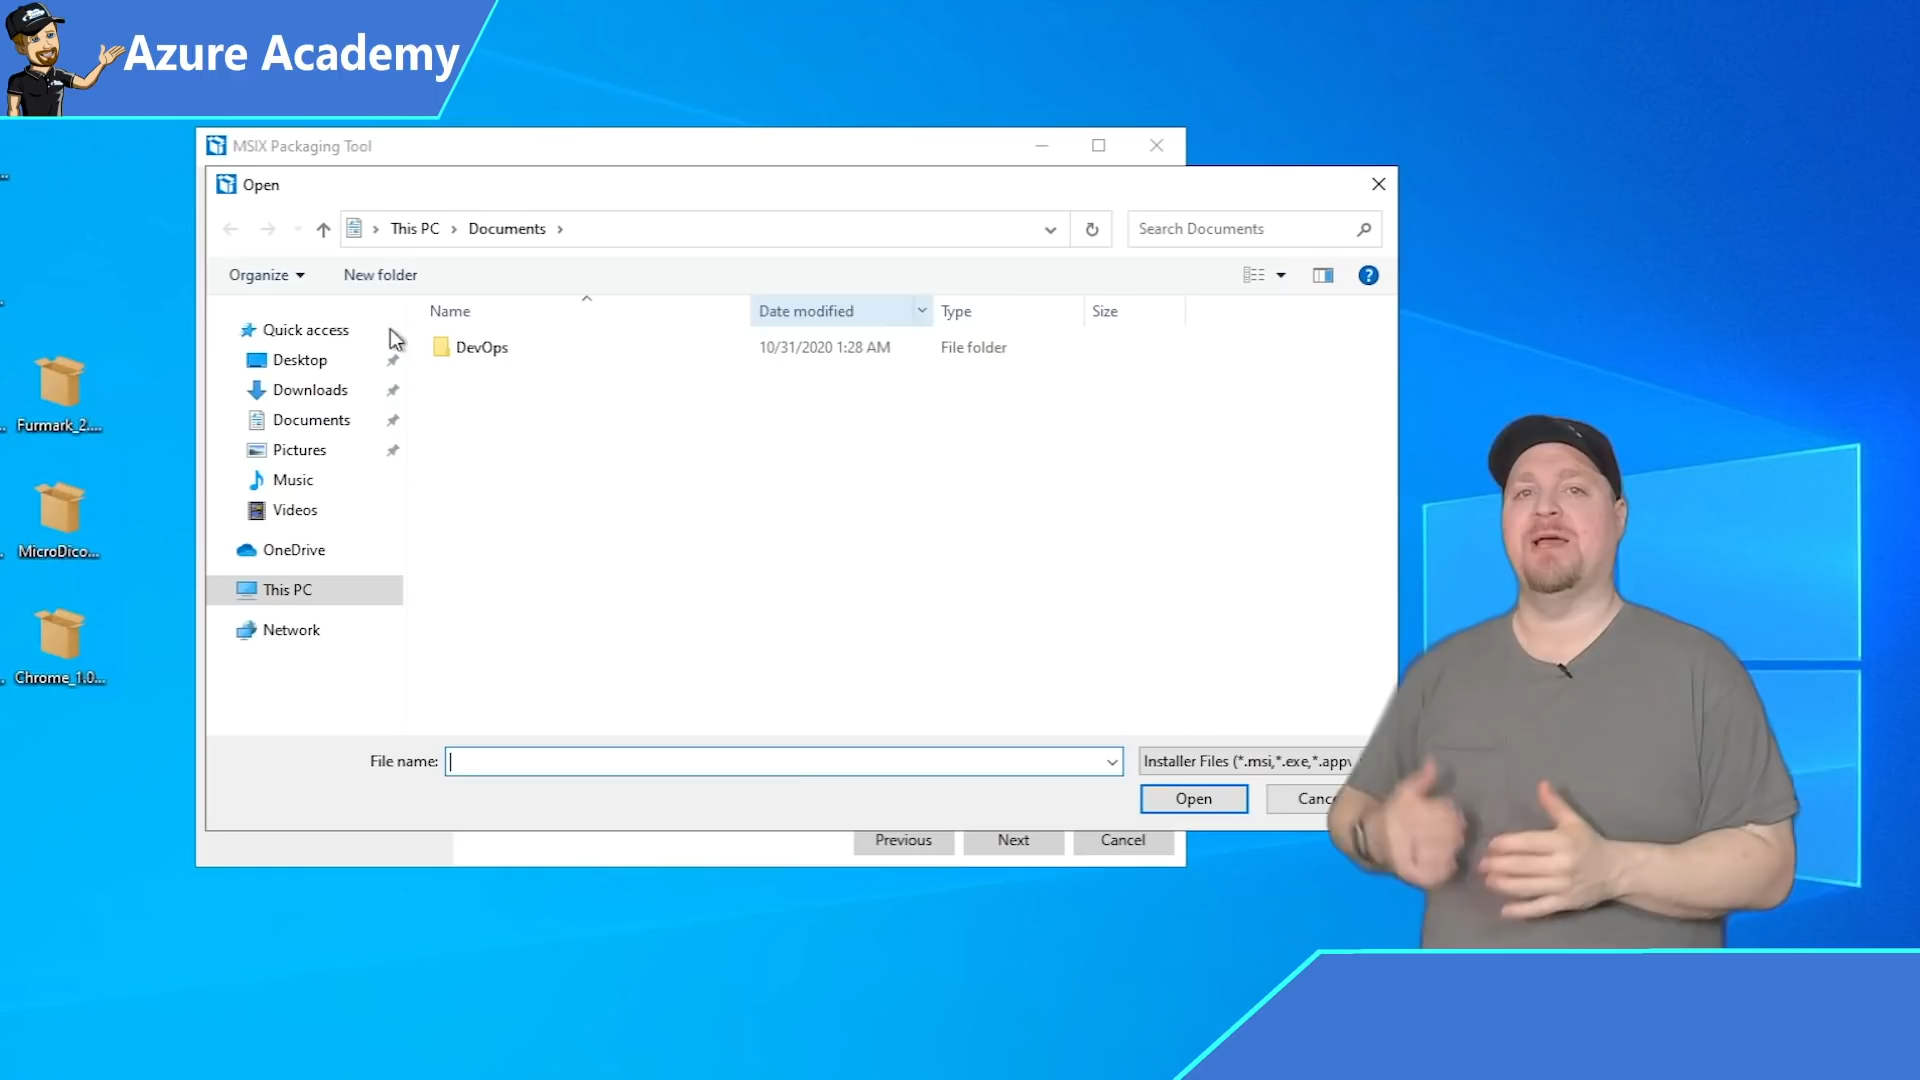 Azure Academy
MSIX Packaging Tool
Open
This PC
Documents
Search Documents
Organize
New folder
Name
Date modified
Type
Size
DevOps
10/31/2020 1:28 AM
File folder
Quick access
Desktop
Downloads
Documents
Pictures
Music
Videos
OneDrive
This PC
Network
Furmark_2....
MicroDico...
Chrome_1.0...
File name:
Installer Files (*.msi,*.exe,*.appv
Open
Cancel
Previous
Next
Cancel